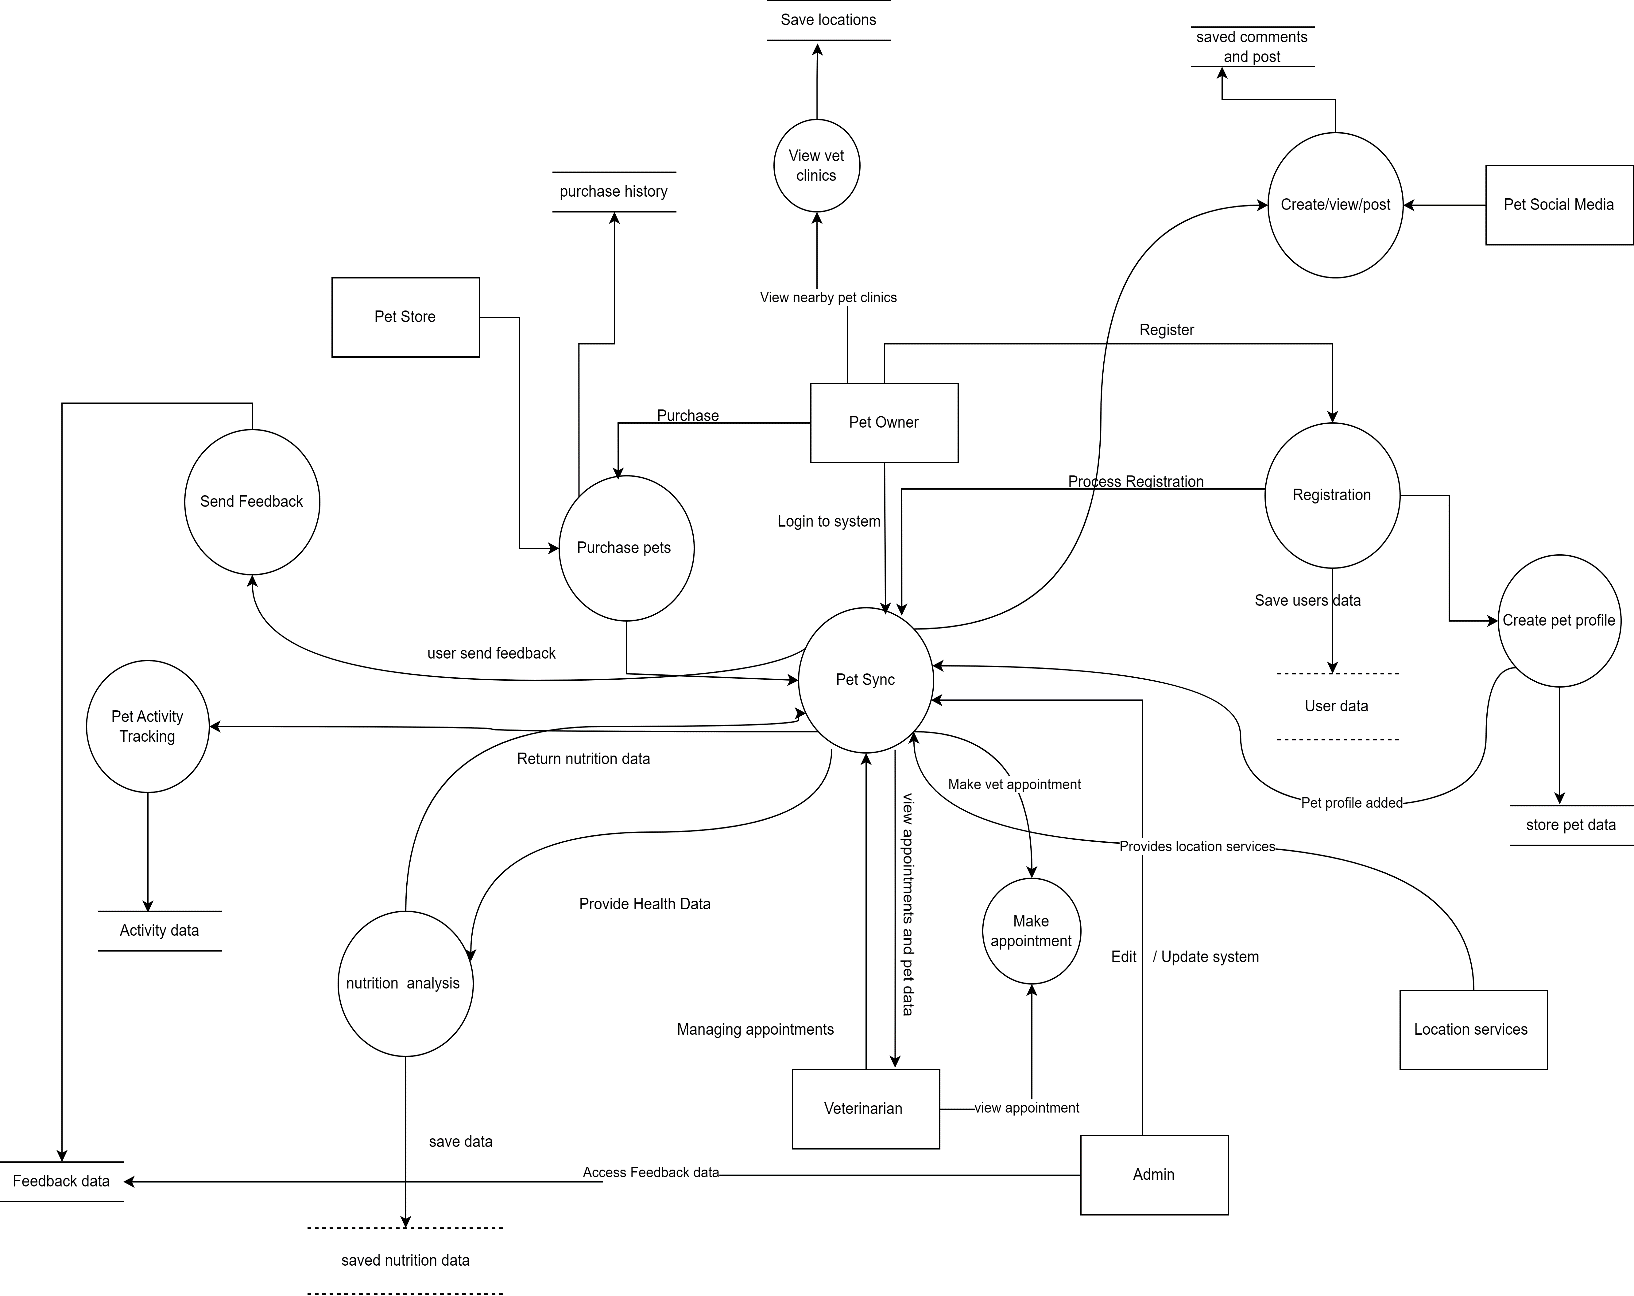 Save locations
saved comments
and post
View vet
clinics
purchase history
Create/view/post
Pet Social Media
View nearby pet clinics
Pet Store
Register
Purchase
Pet Owner
Process Registration
Registration
Send Feedback
Login to system
Purchase pets
Save users data
Create pet profile
user send feedback
Pet Sync
User data
Pet Activity
Tracking
Return nutrition data
Make vet appointment
Pet profile added
store pet data
Provides location services
view appointments and pet data
Provide Health Data
Activity data
Make
appointment
Edit / Update system
nutrition analysis
Managing appointments
Location services
Veterinarian
view appointment
save data
Access Feedback data
Admin
Feedback data
saved nutrition data